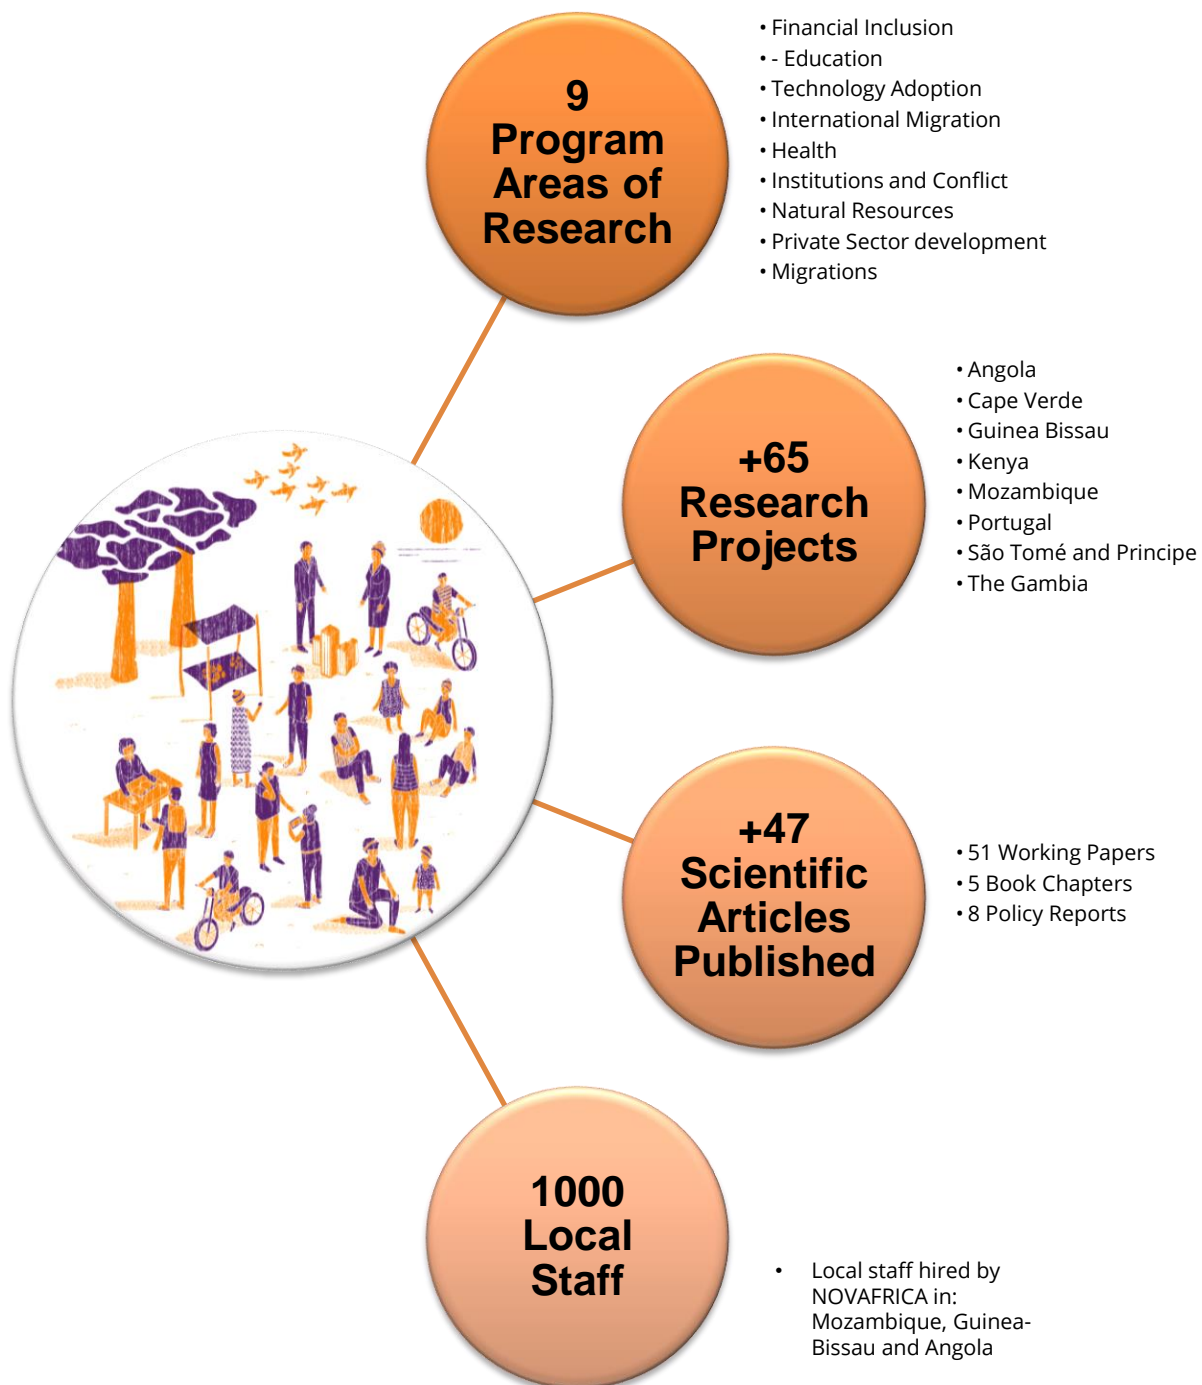 9
Program
Areas of
Research
• Financial Inclusion
• - Education
• Technology Adoption
• International Migration
• Health
• Institutions and Conflict
• Natural Resources
• Private Sector development
• Migrations
+65
Research
Projects
• Angola
• Cape Verde
• Guinea Bissau
• Kenya
• Mozambique
• Portugal
• São Tomé and Principe
• The Gambia
+47
Scientific
Articles
Published
• 51 Working Papers
• 5 Book Chapters
• 8 Policy Reports
1000
Local
Staff
• Local staff hired by
NOVAFRICA in:
Mozambique, Guinea-
Bissau and Angola